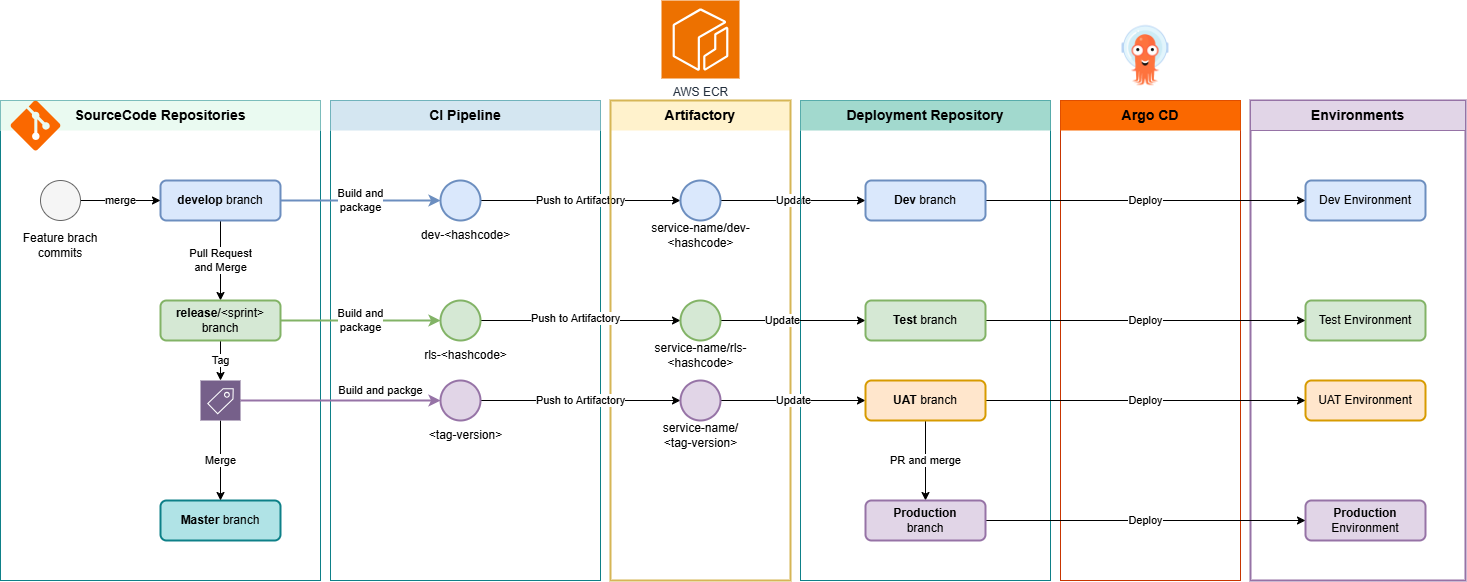 AWS ECR
SourceCode Repositories
CI Pipeline
Artifactory
Deployment Repository
Argo CD
Environments
Feature brach
commits
merge
develop branch
Build and
package
dev-<hashcode>
Push to Artifactory
service-name/dev-
<hashcode>
Update
Dev branch
Deploy
Dev Environment
Pull Request
and Merge
release/<sprint>
branch
Build and
package
rls-<hashcode>
Push to Artifactory
service-name/rls-
<hashcode>
Update
Test branch
Deploy
Test Environment
Tag
Build and packge
<tag-version>
Push to Artifactory
service-name/
<tag-version>
Update
UAT branch
Deploy
UAT Environment
Merge
PR and merge
Master branch
Production
branch
Deploy
Production
Environment